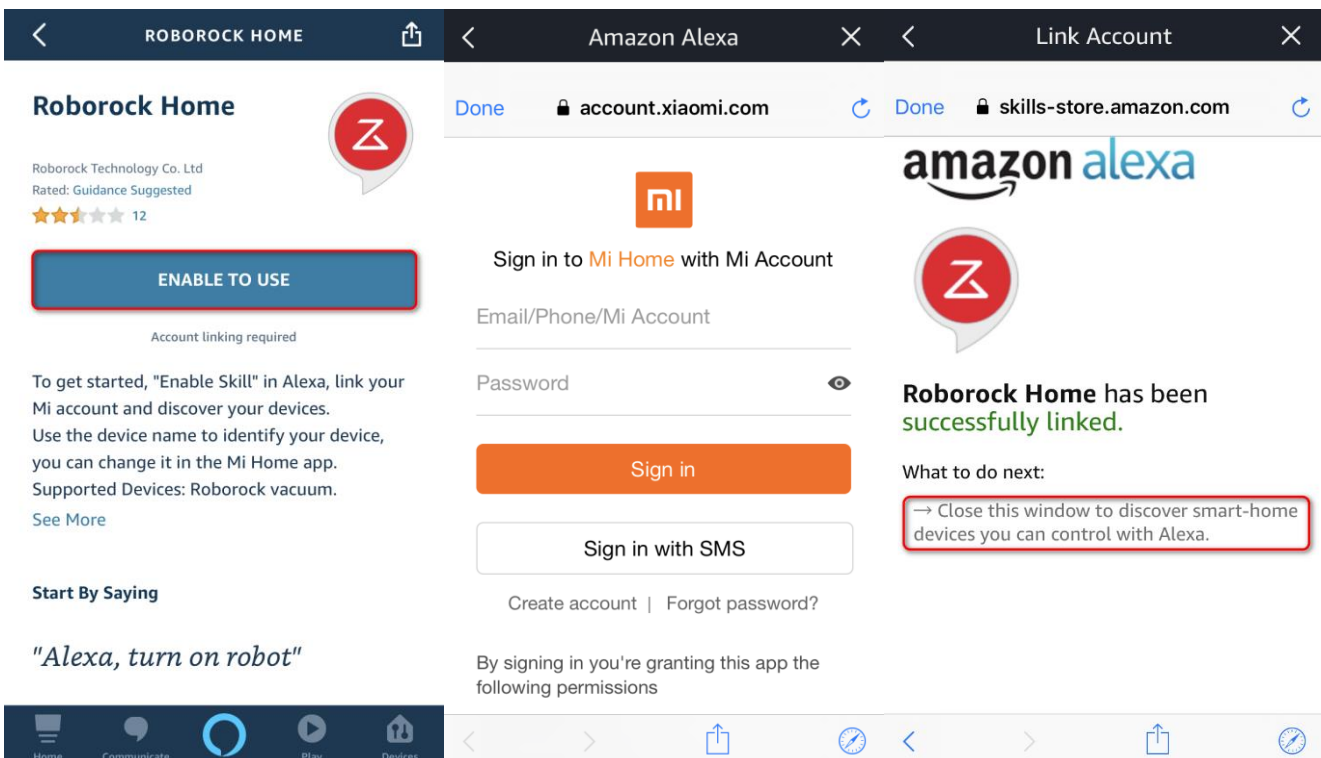 ROBOROCK HOME
Roborock Home
Roborock Technology Co. Ltd
Rated: Guidance Suggested
12
ENABLE TO USE
Account linking required
To get started, "Enable Skill" in Alexa, link your
Mi account and discover your devices.
Use the device name to identify your device,
you can change it in the Mi Home app.
Supported Devices: Roborock vacuum.
See More
Start By Saying
"Alexa, turn on robot"
Home
Communicate
Play
Devices
Amazon Alexa
Done
account.xiaomi.com
mi
Sign in to Mi Home with Mi Account
Email/Phone/Mi Account
Password
Sign in
Sign in with SMS
Create account | Forgot password?
By signing in you're granting this app the
following permissions
Link Account
Done
skills-store.amazon.com
amazon alexa
Roborock Home has been
successfully linked.
What to do next:
→ Close this window to discover smart-home
devices you can control with Alexa.